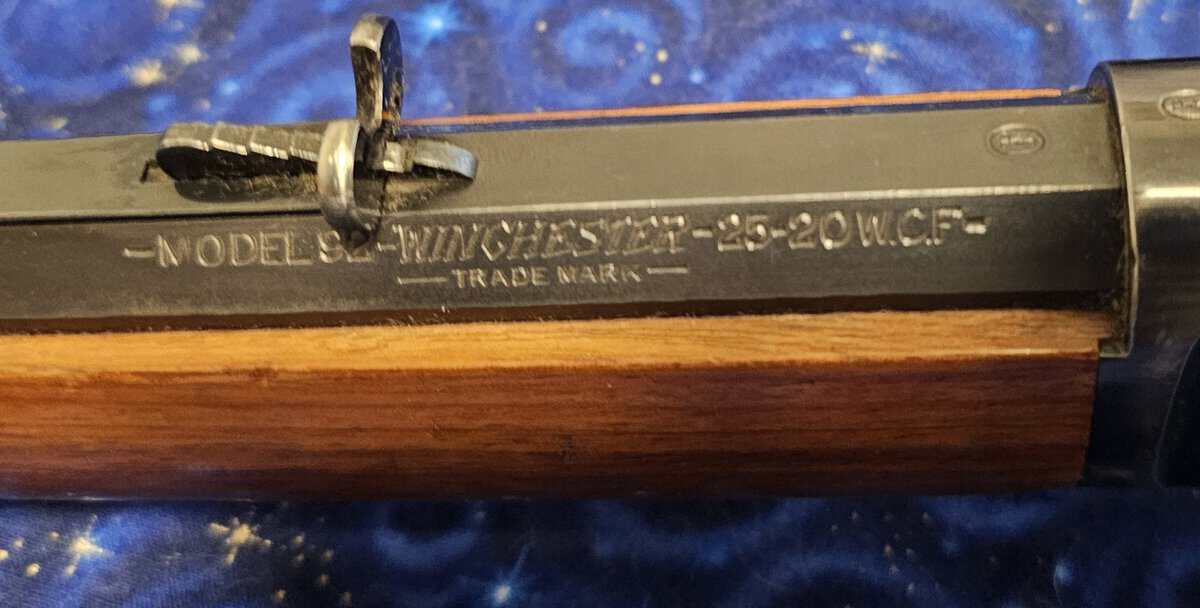 -MODEL 92-WINCHESTER-25-20 W.C.F.-
—TRADE MARK—